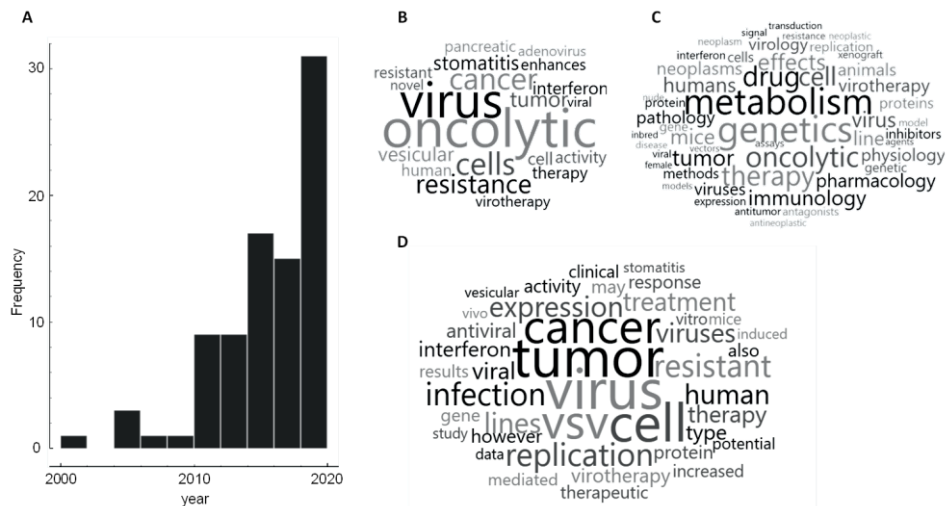 A
30
20
10
0
Frequency
2000 2010 2020
year
B
pancreatic adenovirus
stomatitis enhances
resistant cancer
novel interferon
virus tumor viral
oncolytic
vesicular cells cell activity
human therapy
resistance
virotherapy
C
transduction
signal resistance neoplastic
neoplasm virology replication
interferon cells effects xenograft
neoplasms drug cell animals
humans virotherapy
nude
protein metabolism proteins
pathology genetics virus model
gene mice line inhibitors
inbred assays agents
disease vectors oncolytic physiology
viral tumor genetic
female methods therapy pharmacology
models viruses
expression immunology
antitumor antagonists
antineoplastic
D
clinical stomatitis
vesicular activity may response
vivo expression treatment
antiviral cancer vitro mice
viruses induced
interferon tumor also
results viral resistant
infection virus human
gene lines vsv cell therapy
study however type potential
data replication protein
mediated virotherapy increased
therapeutic